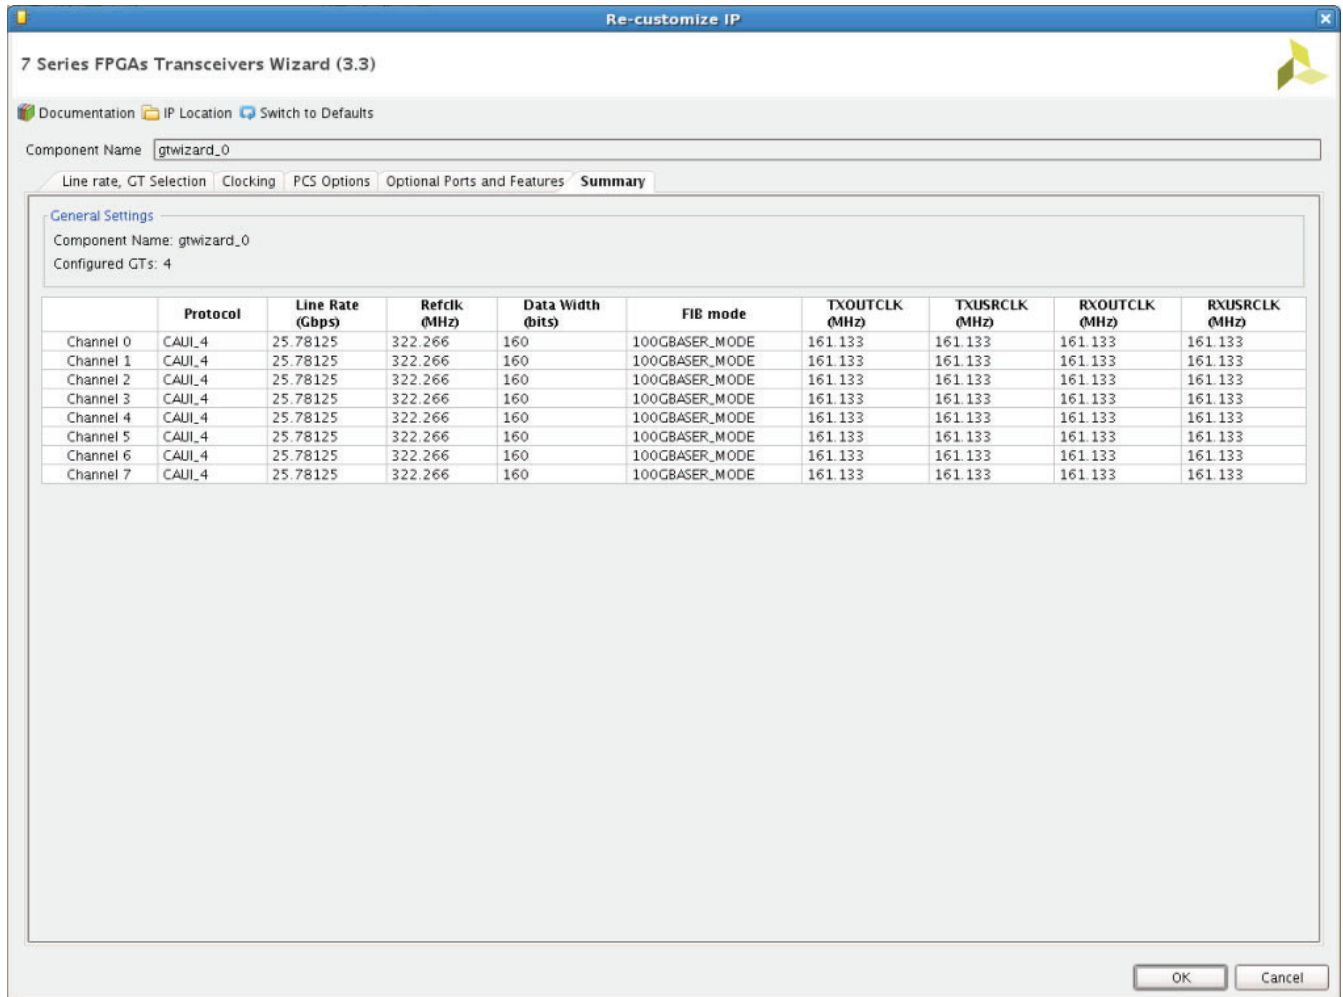 Re-customize IP
7 Series FPGAs Transceivers Wizard (3.3)
Documentation IP Location Switch to Defaults
Component Name gtwizard_0
Line rate, GT Selection Clocking PCS Options Optional Ports and Features Summary
General Settings
Component Name: gtwizard_0
Configured GTs: 4
Protocol Line Rate (Gbps) Refclk (MHz) Data Width (bits) FIB mode TXOUTCLK (MHz) TXUSRCLK (MHz) RXOUTCLK (MHz) RXUSRCLK (MHz)
Channel 0 CAUI_4 25.78125 322.266 160 100GBASER_MODE 161.133 161.133 161.133 161.133
Channel 1 CAUI_4 25.78125 322.266 160 100GBASER_MODE 161.133 161.133 161.133 161.133
Channel 2 CAUI_4 25.78125 322.266 160 100GBASER_MODE 161.133 161.133 161.133 161.133
Channel 3 CAUI_4 25.78125 322.266 160 100GBASER_MODE 161.133 161.133 161.133 161.133
Channel 4 CAUI_4 25.78125 322.266 160 100GBASER_MODE 161.133 161.133 161.133 161.133
Channel 5 CAUI_4 25.78125 322.266 160 100GBASER_MODE 161.133 161.133 161.133 161.133
Channel 6 CAUI_4 25.78125 322.266 160 100GBASER_MODE 161.133 161.133 161.133 161.133
Channel 7 CAUI_4 25.78125 322.266 160 100GBASER_MODE 161.133 161.133 161.133 161.133
OK Cancel